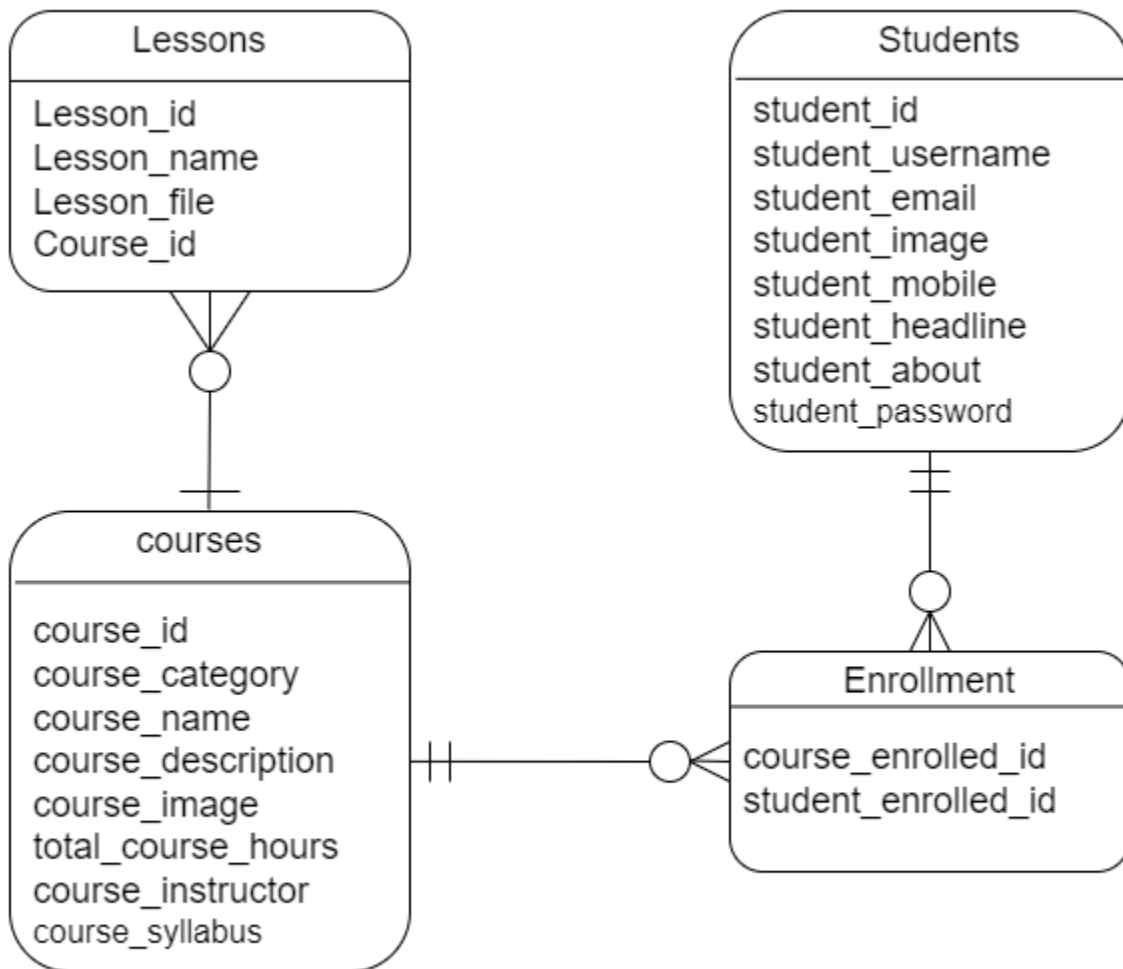 Lessons
Lesson_id
Lesson_name
Lesson_file
Course_id
Students
student_id
student_username
student_email
student_image
student_mobile
student_headline
student_about
student_password
courses
course_id
course_category
course_name
course_description
course_image
total_course_hours
course_instructor
course_syllabus
Enrollment
course_enrolled_id
student_enrolled_id